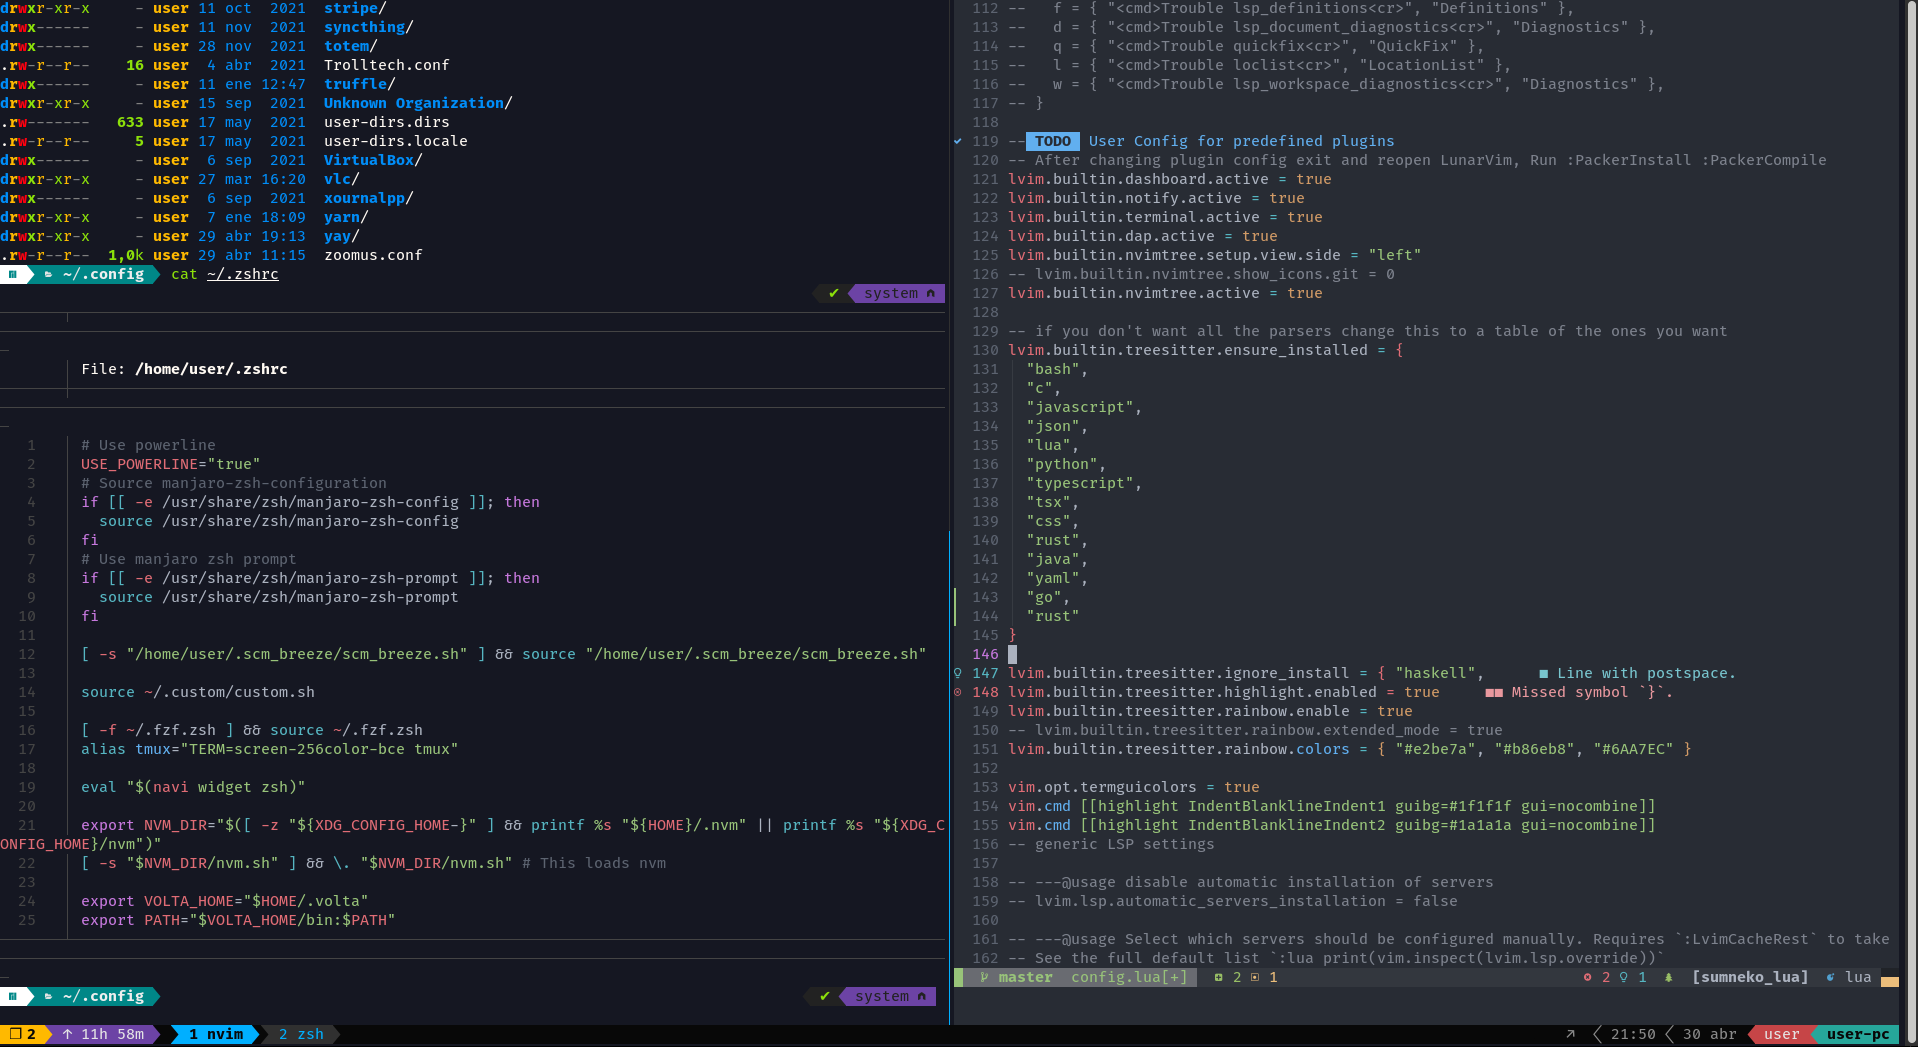 drwxr-xr-x     - user 11 oct  2021  stripe/
drwx------     - user 11 nov  2021  syncthing/
drwx------     - user 28 nov  2021  totem/
.rw-r--r--    16 user  4 abr  2021  Trolltech.conf
drwx------     - user 11 ene 12:47  truffle/
drwxr-xr-x     - user 15 sep  2021  Unknown Organization/
.rw-------   633 user 17 may  2021  user-dirs.dirs
.rw-r--r--     5 user 17 may  2021  user-dirs.locale
drwx------     - user  6 sep  2021  VirtualBox/
drwxr-xr-x     - user 27 mar 16:20  vlc/
drwx------     - user  6 sep  2021  xournalpp/
drwxr-xr-x     - user  7 ene 18:09  yarn/
drwxr-xr-x     - user 29 abr 19:13  yay/
.rw-r--r--  1,0k user 29 abr 11:15  zoomus.conf
~/.config  cat ~/.zshrc
✔ system
File: /home/user/.zshrc
1 # Use powerline
2 USE_POWERLINE="true"
3 # Source manjaro-zsh-configuration
4 if [[ -e /usr/share/zsh/manjaro-zsh-config ]]; then
5   source /usr/share/zsh/manjaro-zsh-config
6 fi
7 # Use manjaro zsh prompt
8 if [[ -e /usr/share/zsh/manjaro-zsh-prompt ]]; then
9   source /usr/share/zsh/manjaro-zsh-prompt
10 fi
11
12 [ -s "/home/user/.scm_breeze/scm_breeze.sh" ] && source "/home/user/.scm_breeze/scm_breeze.sh"
13
14 source ~/.custom/custom.sh
15
16 [ -f ~/.fzf.zsh ] && source ~/.fzf.zsh
17 alias tmux="TERM=screen-256color-bce tmux"
18
19 eval "$(navi widget zsh)"
20
21 export NVM_DIR="$([ -z "${XDG_CONFIG_HOME-}" ] && printf %s "${HOME}/.nvm" || printf %s "${XDG_C
ONFIG_HOME}/nvm")"
22 [ -s "$NVM_DIR/nvm.sh" ] && \. "$NVM_DIR/nvm.sh" # This loads nvm
23
24 export VOLTA_HOME="$HOME/.volta"
25 export PATH="$VOLTA_HOME/bin:$PATH"
~/.config
✔ system
112 --   f = { "<cmd>Trouble lsp_definitions<cr>", "Definitions" },
113 --   d = { "<cmd>Trouble lsp_document_diagnostics<cr>", "Diagnostics" },
114 --   q = { "<cmd>Trouble quickfix<cr>", "QuickFix" },
115 --   l = { "<cmd>Trouble loclist<cr>", "LocationList" },
116 --   w = { "<cmd>Trouble lsp_workspace_diagnostics<cr>", "Diagnostics" },
117 -- }
118
119 -- TODO User Config for predefined plugins
120 -- After changing plugin config exit and reopen LunarVim, Run :PackerInstall :PackerCompile
121 lvim.builtin.dashboard.active = true
122 lvim.builtin.notify.active = true
123 lvim.builtin.terminal.active = true
124 lvim.builtin.dap.active = true
125 lvim.builtin.nvimtree.setup.view.side = "left"
126 -- lvim.builtin.nvimtree.show_icons.git = 0
127 lvim.builtin.nvimtree.active = true
128
129 -- if you don't want all the parsers change this to a table of the ones you want
130 lvim.builtin.treesitter.ensure_installed = {
131   "bash",
132   "c",
133   "javascript",
134   "json",
135   "lua",
136   "python",
137   "typescript",
138   "tsx",
139   "css",
140   "rust",
141   "java",
142   "yaml",
143   "go",
144   "rust"
145 }
146
147 lvim.builtin.treesitter.ignore_install = { "haskell",      ■ Line with postspace.
148 lvim.builtin.treesitter.highlight.enabled = true     ■■ Missed symbol `}`.
149 lvim.builtin.treesitter.rainbow.enable = true
150 -- lvim.builtin.treesitter.rainbow.extended_mode = true
151 lvim.builtin.treesitter.rainbow.colors = { "#e2be7a", "#b86eb8", "#6AA7EC" }
152
153 vim.opt.termguicolors = true
154 vim.cmd [[highlight IndentBlanklineIndent1 guibg=#1f1f1f gui=nocombine]]
155 vim.cmd [[highlight IndentBlanklineIndent2 guibg=#1a1a1a gui=nocombine]]
156 -- generic LSP settings
157
158 -- ---@usage disable automatic installation of servers
159 -- lvim.lsp.automatic_servers_installation = false
160
161 -- ---@usage Select which servers should be configured manually. Requires `:LvimCacheRest` to take
162 -- See the full default list `:lua print(vim.inspect(lvim.lsp.override))`
master  config.lua[+]   2  1   2  1   [sumneko_lua]  lua
2  ↑ 11h 58m  1 nvim  2 zsh  ↗  21:50  30 abr  user  user-pc